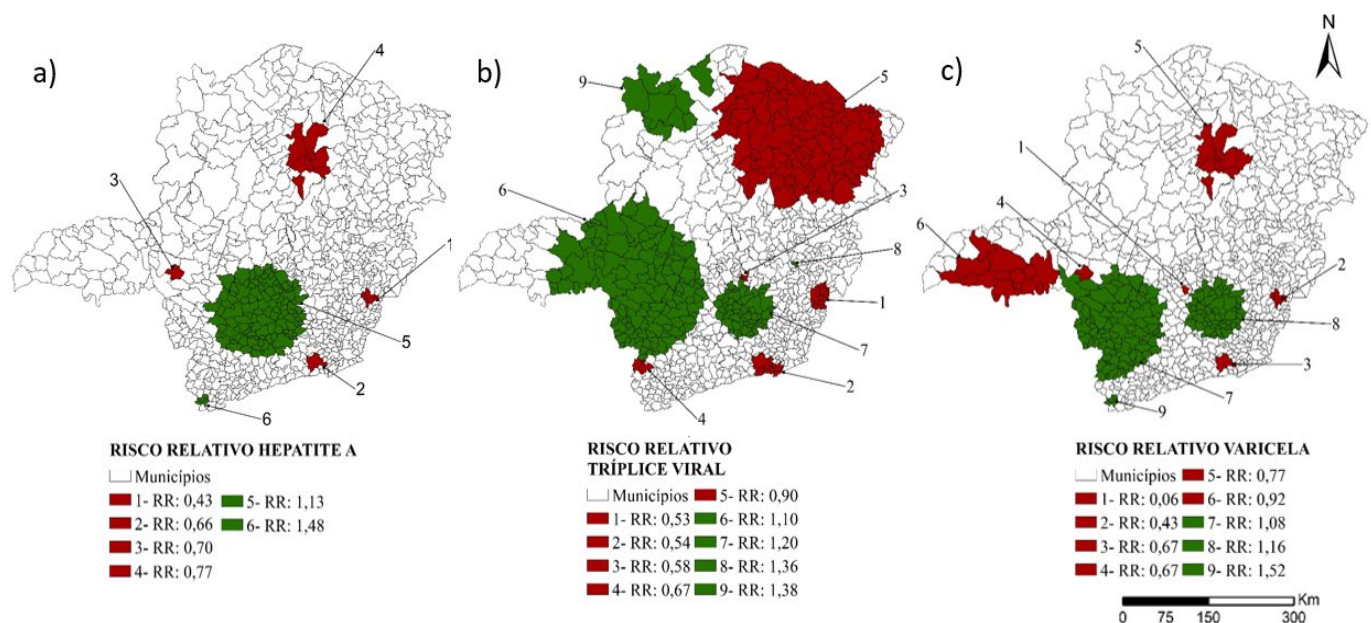 a)
4
3
1
5
2
6
RISCO RELATIVO HEPATITE A
Municípios
1- RR: 0,43
2- RR: 0,66
3- RR: 0,70
4- RR: 0,77
5- RR: 1,13
6- RR: 1,48
b)
9
5
6
3
8
1
7
2
4
RISCO RELATIVO
TRÍPLICE VIRAL
Municípios
1- RR: 0,53
2- RR: 0,54
3- RR: 0,58
4- RR: 0,67
5- RR: 0,90
6- RR: 1,10
7- RR: 1,20
8- RR: 1,36
9- RR: 1,38
c)
N
5
1
4
6
2
8
3
7
9
RISCO RELATIVO VARICELA
Municípios
1- RR: 0,06
2- RR: 0,43
3- RR: 0,67
4- RR: 0,67
5- RR: 0,77
6- RR: 0,92
7- RR: 1,08
8- RR: 1,16
9- RR: 1,52
Km
0 75 150 300